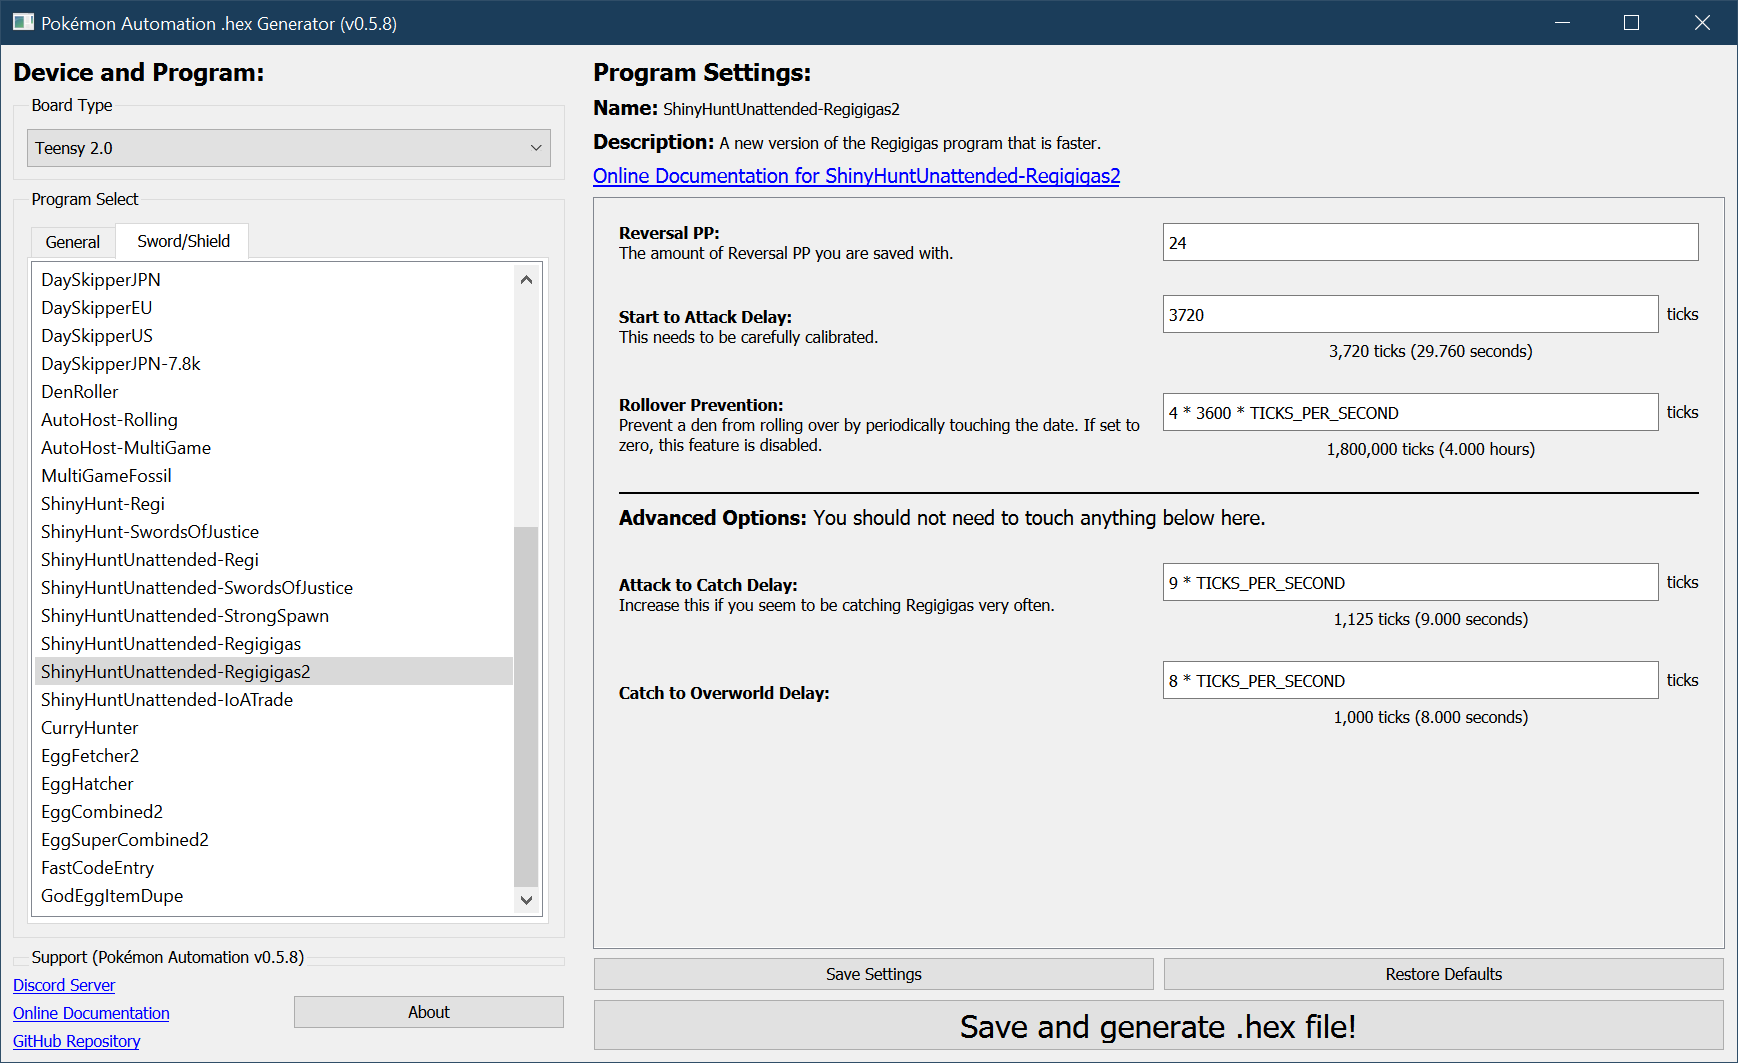 Pokémon Automation .hex Generator (v0.5.8)
Device and Program:
Board Type
Teensy 2.0
Program Select
General
Sword/Shield
DaySkipperJPN
DaySkipperEU
DaySkipperUS
DaySkipperJPN-7.8k
DenRoller
AutoHost-Rolling
AutoHost-MultiGame
MultiGameFossil
ShinyHunt-Regi
ShinyHunt-SwordsOfJustice
ShinyHuntUnattended-Regi
ShinyHuntUnattended-SwordsOfJustice
ShinyHuntUnattended-StrongSpawn
ShinyHuntUnattended-Regigigas
ShinyHuntUnattended-Regigigas2
ShinyHuntUnattended-IoATrade
CurryHunter
EggFetcher2
EggHatcher
EggCombined2
EggSuperCombined2
FastCodeEntry
GodEggItemDupe
Support (Pokémon Automation v0.5.8)
Discord Server
Online Documentation
GitHub Repository
About
Program Settings:
Name: ShinyHuntUnattended-Regigigas2
Description: A new version of the Regigigas program that is faster.
Online Documentation for ShinyHuntUnattended-Regigigas2
Reversal PP:
The amount of Reversal PP you are saved with.
24
Start to Attack Delay:
This needs to be carefully calibrated.
3720 ticks
3,720 ticks (29.760 seconds)
Rollover Prevention:
Prevent a den from rolling over by periodically touching the date. If set to
zero, this feature is disabled.
4 * 3600 * TICKS_PER_SECOND ticks
1,800,000 ticks (4.000 hours)
Advanced Options: You should not need to touch anything below here.
Attack to Catch Delay:
Increase this if you seem to be catching Regigigas very often.
9 * TICKS_PER_SECOND ticks
1,125 ticks (9.000 seconds)
Catch to Overworld Delay:
8 * TICKS_PER_SECOND ticks
1,000 ticks (8.000 seconds)
Save Settings
Restore Defaults
Save and generate .hex file!